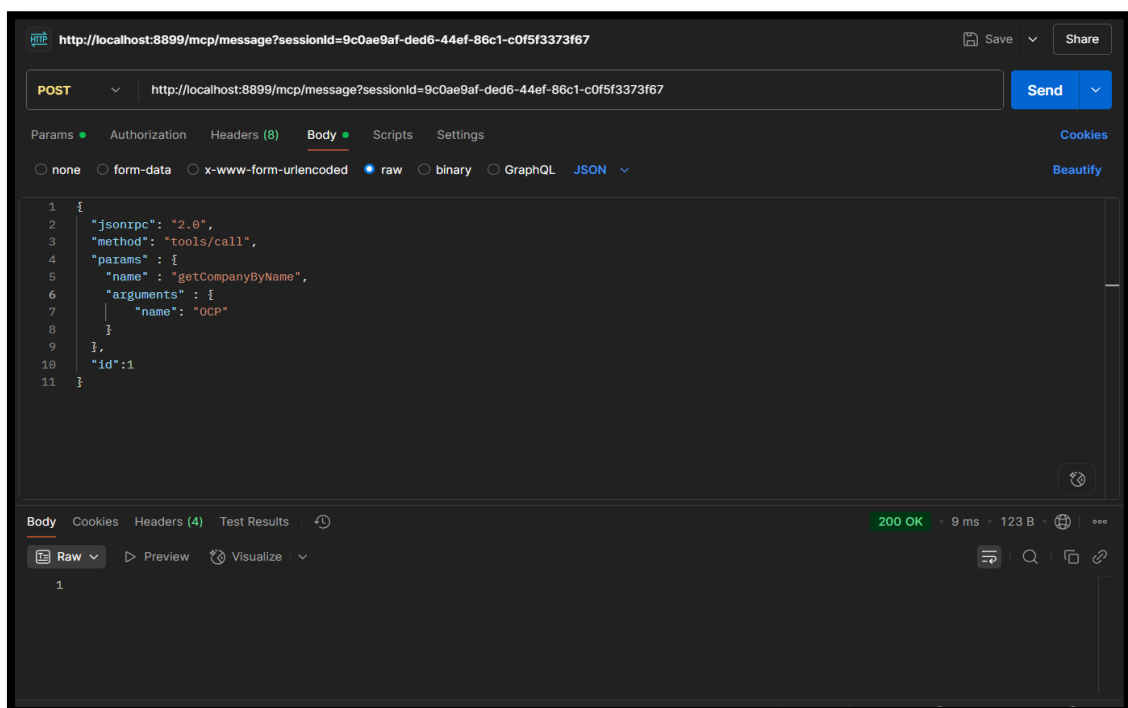 HTTP http://localhost:8899/mcp/message?sessionId=9c0ae9af-ded6-44ef-86c1-c0f5f3373f67 Save Share
POST http://localhost:8899/mcp/message?sessionId=9c0ae9af-ded6-44ef-86c1-c0f5f3373f67 Send
Params Authorization Headers (8) Body Scripts Settings Cookies
none form-data x-www-form-urlencoded raw binary GraphQL JSON Beautify
1 {
2 "jsonrpc": "2.0",
3 "method": "tools/call",
4 "params" : {
5 "name" : "getCompanyByName",
6 "arguments" : {
7 "name": "OCP"
8 }
9 },
10 "id":1
11 }
Body Cookies Headers (4) Test Results 200 OK 9 ms 123 B
Raw Preview Visualize
1